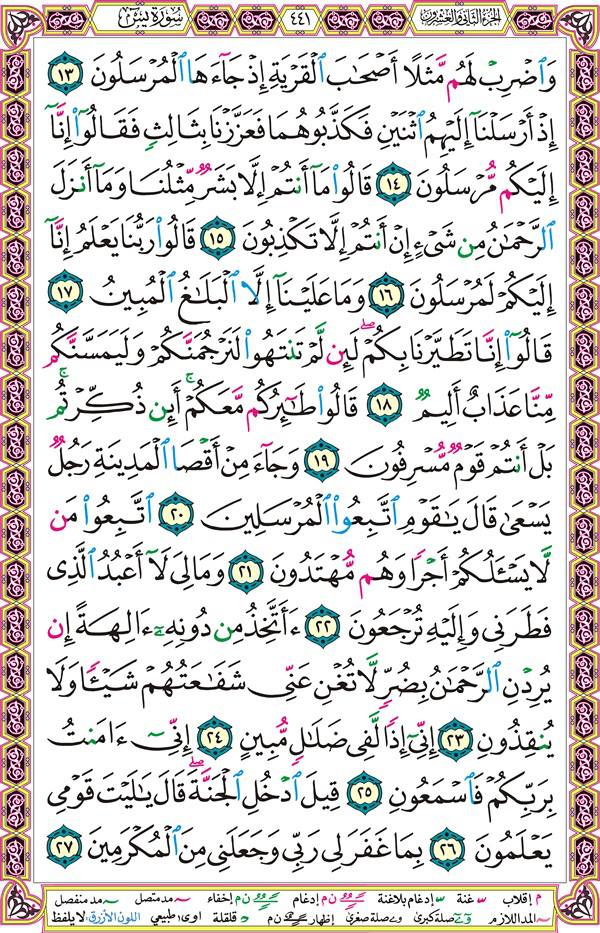 الجزء الثاني والعشرون
٤٤١
سورة يس
وَٱضْرِبْ لَهُم مَّثَلًا أَصْحَٰبَ ٱلْقَرْيَةِ إِذْ جَآءَهَا ٱلْمُرْسَلُونَ ١٣
إِذْ أَرْسَلْنَآ إِلَيْهِمُ ٱثْنَيْنِ فَكَذَّبُوهُمَا فَعَزَّزْنَا بِثَالِثٍ فَقَالُوٓا۟ إِنَّآ
إِلَيْكُم مُّرْسَلُونَ ١٤ قَالُوا۟ مَآ أَنتُمْ إِلَّا بَشَرٌ مِّثْلُنَا وَمَآ أَنزَلَ
ٱلرَّحْمَٰنُ مِن شَىْءٍ إِنْ أَنتُمْ إِلَّا تَكْذِبُونَ ١٥ قَالُوا۟ رَبُّنَا يَعْلَمُ إِنَّآ
إِلَيْكُمْ لَمُرْسَلُونَ ١٦ وَمَا عَلَيْنَآ إِلَّا ٱلْبَلَٰغُ ٱلْمُبِينُ ١٧
قَالُوٓا۟ إِنَّا تَطَيَّرْنَا بِكُمْ ۖ لَئِن لَّمْ تَنتَهُوا۟ لَنَرْجُمَنَّكُمْ وَلَيَمَسَّنَّكُم
مِّنَّا عَذَابٌ أَلِيمٌ ١٨ قَالُوا۟ طَٰٓئِرُكُم مَّعَكُمْ ۚ أَئِن ذُكِّرْتُم ۚ
بَلْ أَنتُمْ قَوْمٌ مُّسْرِفُونَ ١٩ وَجَآءَ مِنْ أَقْصَا ٱلْمَدِينَةِ رَجُلٌ
يَسْعَىٰ قَالَ يَٰقَوْمِ ٱتَّبِعُوا۟ ٱلْمُرْسَلِينَ ٢٠ ٱتَّبِعُوا۟ مَن
لَّا يَسْـَٔلُكُمْ أَجْرًا وَهُم مُّهْتَدُونَ ٢١ وَمَا لِىَ لَآ أَعْبُدُ ٱلَّذِى
فَطَرَنِى وَإِلَيْهِ تُرْجَعُونَ ٢٢ ءَأَتَّخِذُ مِن دُونِهِۦٓ ءَالِهَةً إِن
يُرِدْنِ ٱلرَّحْمَٰنُ بِضُرٍّ لَّا تُغْنِ عَنِّى شَفَٰعَتُهُمْ شَيْـًٔا وَلَا
يُنقِذُونِ ٢٣ إِنِّىٓ إِذًا لَّفِى ضَلَٰلٍ مُّبِينٍ ٢٤ إِنِّىٓ ءَامَنتُ
بِرَبِّكُمْ فَٱسْمَعُونِ ٢٥ قِيلَ ٱدْخُلِ ٱلْجَنَّةَ ۖ قَالَ يَٰلَيْتَ قَوْمِى
يَعْلَمُونَ ٢٦ بِمَا غَفَرَ لِى رَبِّى وَجَعَلَنِى مِنَ ٱلْمُكْرَمِينَ ٢٧
م إقلاب غنة إدغام بلاغنة ن م إدغام ن م إخفاء مد متصل مد منفصل
المد اللازم صلة كبرى صلة صغرى إظهار ن م قلقلة اوى: طبيعي اللون الأزرق: لا يلفظ